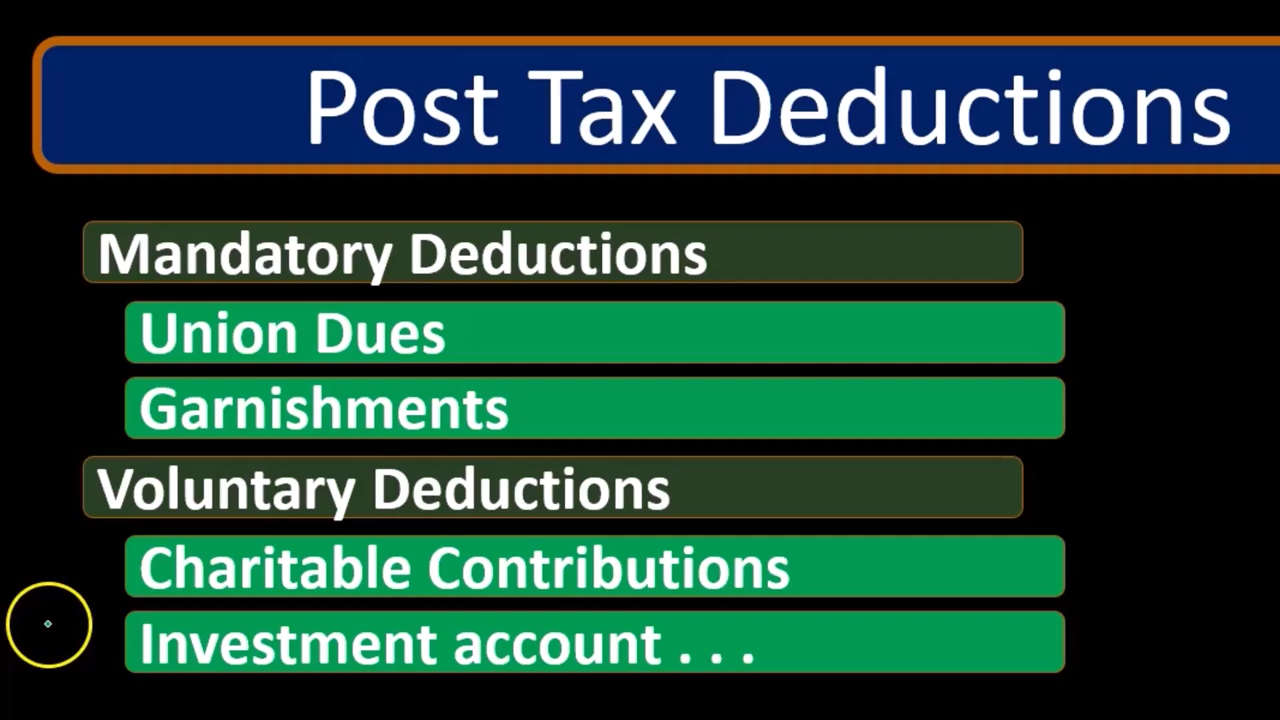 Post Tax Deductions
Mandatory Deductions
Union Dues
Garnishments
Voluntary Deductions
Charitable Contributions
Investment account . . .